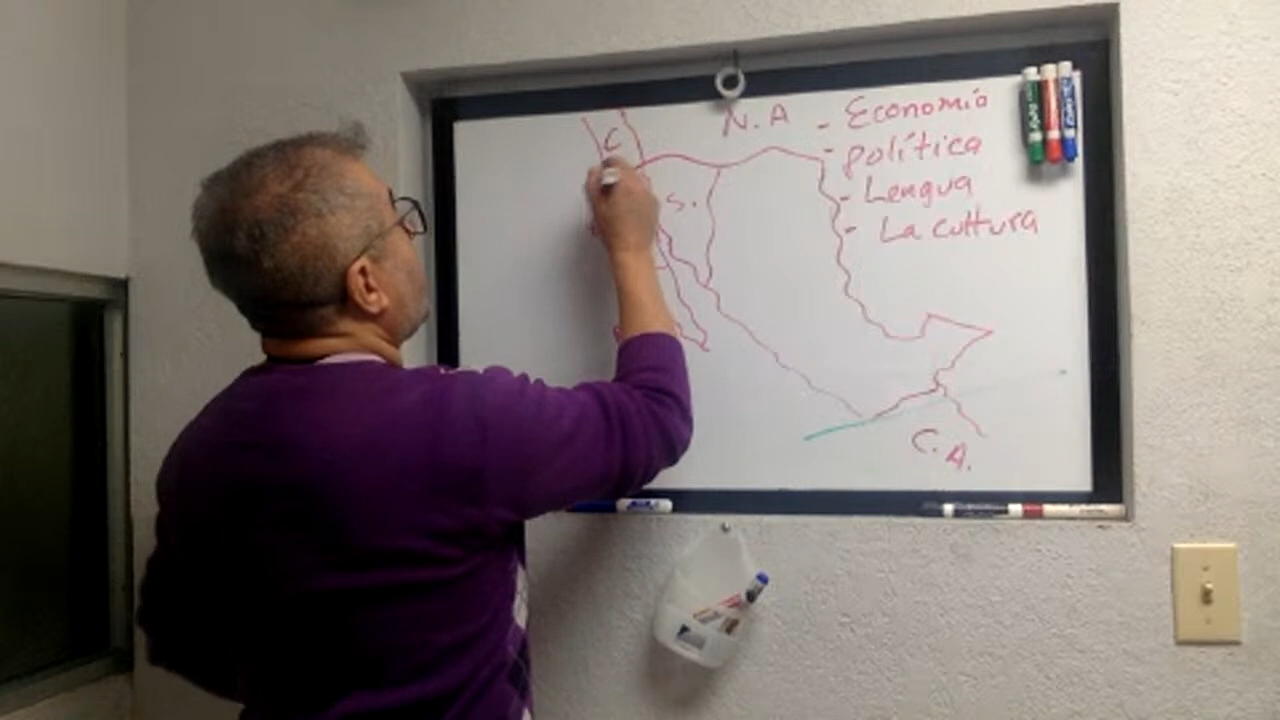 N.A
- Economía
- política
- Lengua
- La cultura
C
S.
C.A.